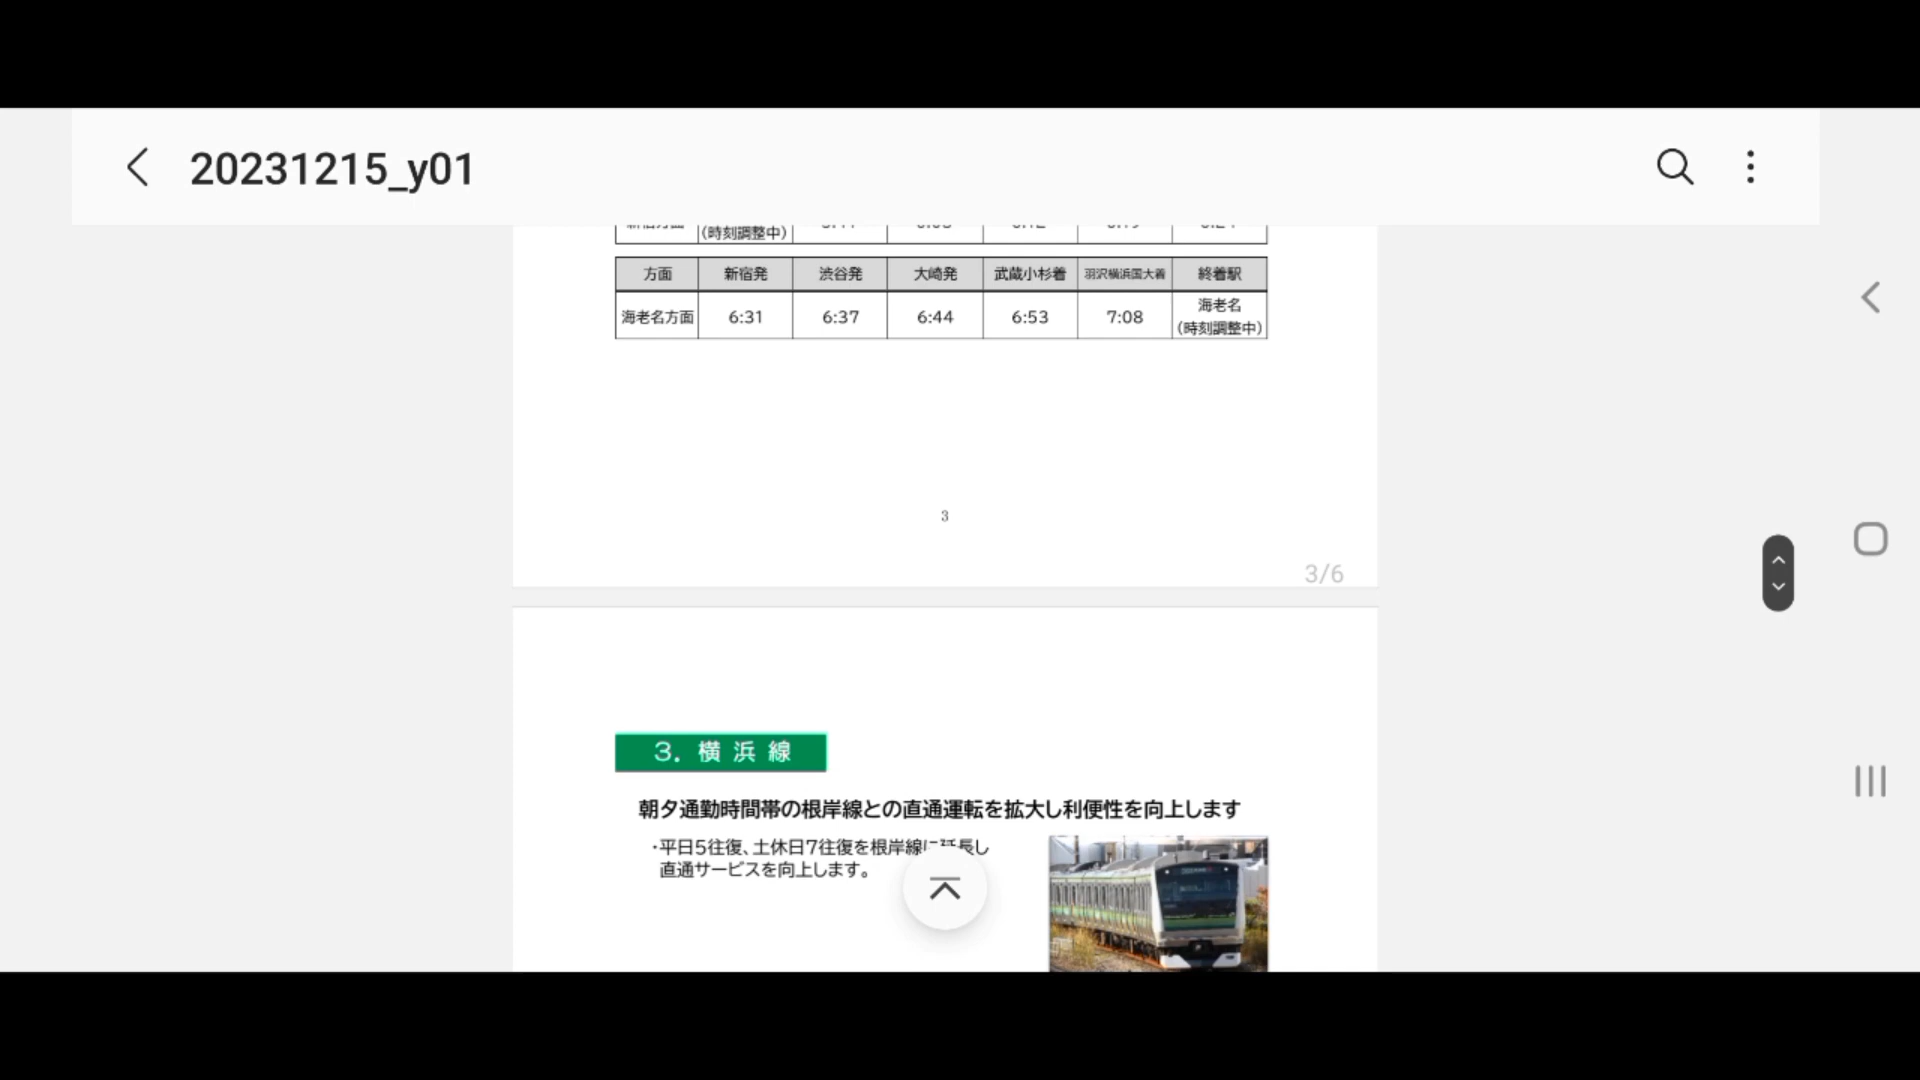 20231215_y01
(時刻調整中)
方面 新宿発 渋谷発 大崎発 武蔵小杉着 羽沢横浜国大着 終着駅
海老名方面 6:31 6:37 6:44 6:53 7:08 海老名
(時刻調整中)
3
3/6
3. 横浜線
朝夕通勤時間帯の根岸線との直通運転を拡大し利便性を向上します
・平日5往復、土休日7往復を根岸線に延長し
直通サービスを向上します。